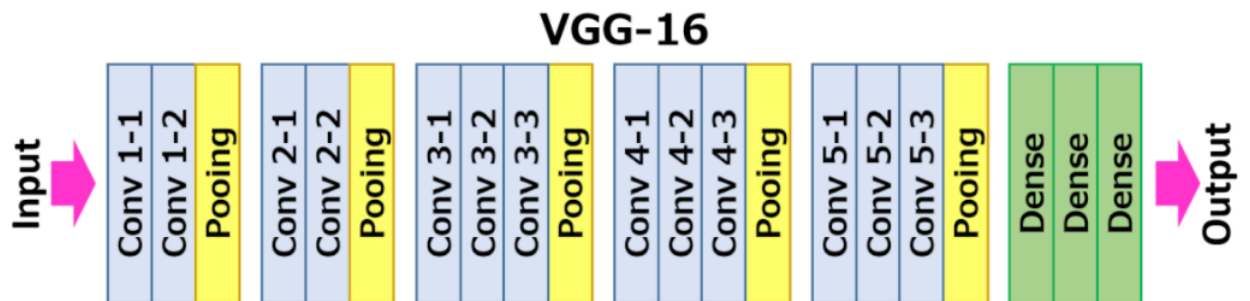 VGG-16
Input
Conv 1-1
Conv 1-2
Pooing
Conv 2-1
Conv 2-2
Pooing
Conv 3-1
Conv 3-2
Conv 3-3
Pooing
Conv 4-1
Conv 4-2
Conv 4-3
Pooing
Conv 5-1
Conv 5-2
Conv 5-3
Pooing
Dense
Dense
Dense
Output